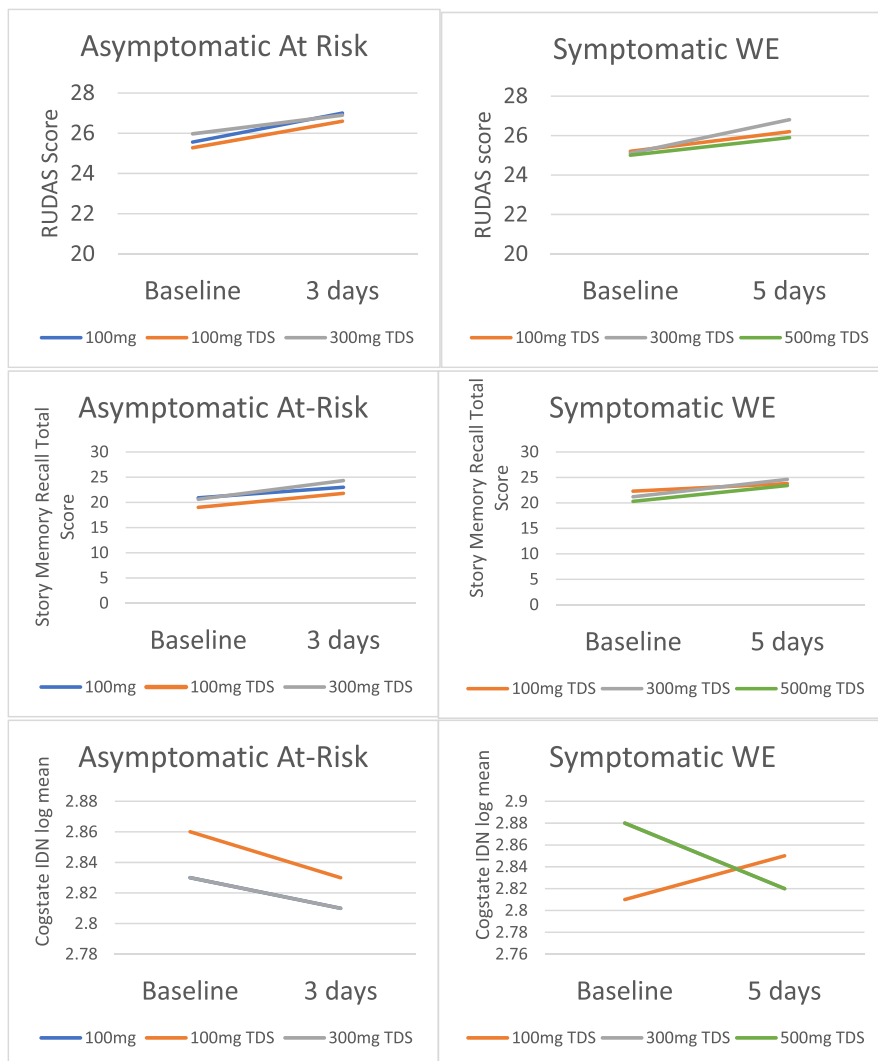 Asymptomatic At Risk
RUDAS Score
28
26
24
22
20
Baseline 3 days
100mg 100mg TDS 300mg TDS
Symptomatic WE
RUDAS score
28
26
24
22
20
Baseline 5 days
100mg TDS 300mg TDS 500mg TDS
Asymptomatic At-Risk
Story Memory Recall Total
Score
30
25
20
15
10
5
0
Baseline 3 days
100mg 100mg TDS 300mg TDS
Symptomatic WE
Story Memory Recall Total
Score
30
25
20
15
10
5
0
Baseline 5 days
100mg TDS 300mg TDS 500mg TDS
Asymptomatic At-Risk
Cogstate IDN log mean
2.88
2.86
2.84
2.82
2.8
2.78
Baseline 3 days
100mg 100mg TDS 300mg TDS
Symptomatic WE
Cogstate IDN log mean
2.9
2.88
2.86
2.84
2.82
2.8
2.78
2.76
Baseline 5 days
100mg TDS 300mg TDS 500mg TDS